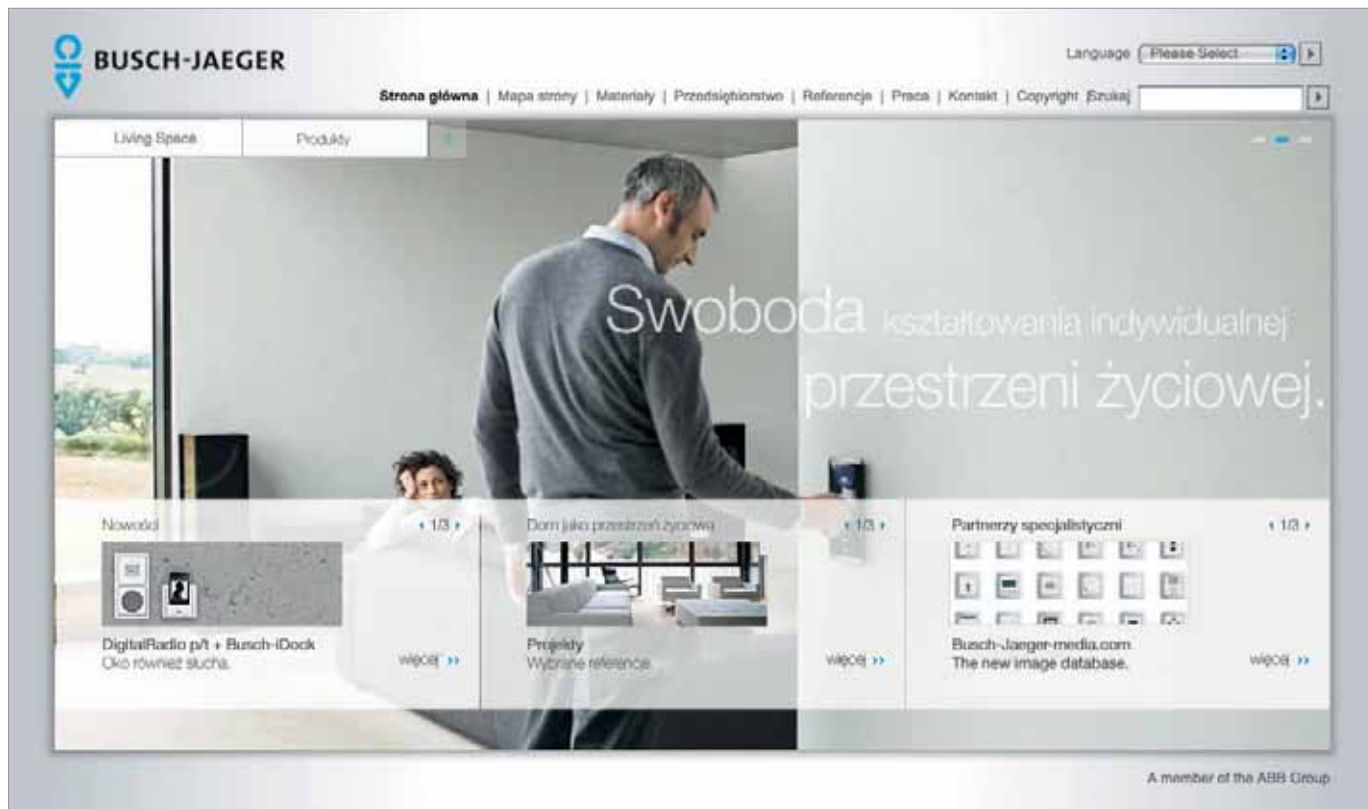 BUSCH-JAEGER
Language Please Select
Strona główna | Mapa strony | Materiały | Przedsiębiorstwo | Referencje | Praca | Kontakt | Copyright Szukaj
Living Space
Produkty
Swoboda kształtowania indywidualnej
przestrzeni życiowej.
Nowości
1/3
DigitalRadio p/t + Busch-iDock
Oko również słucha.
więcej
Dom jako przestrzeń życiowa
1/3
Projekty
Wybrane reference
więcej
Partnerzy specjalistyczni
1/3
Busch-Jaeger-media.com
The new image database.
więcej
A member of the ABB Group